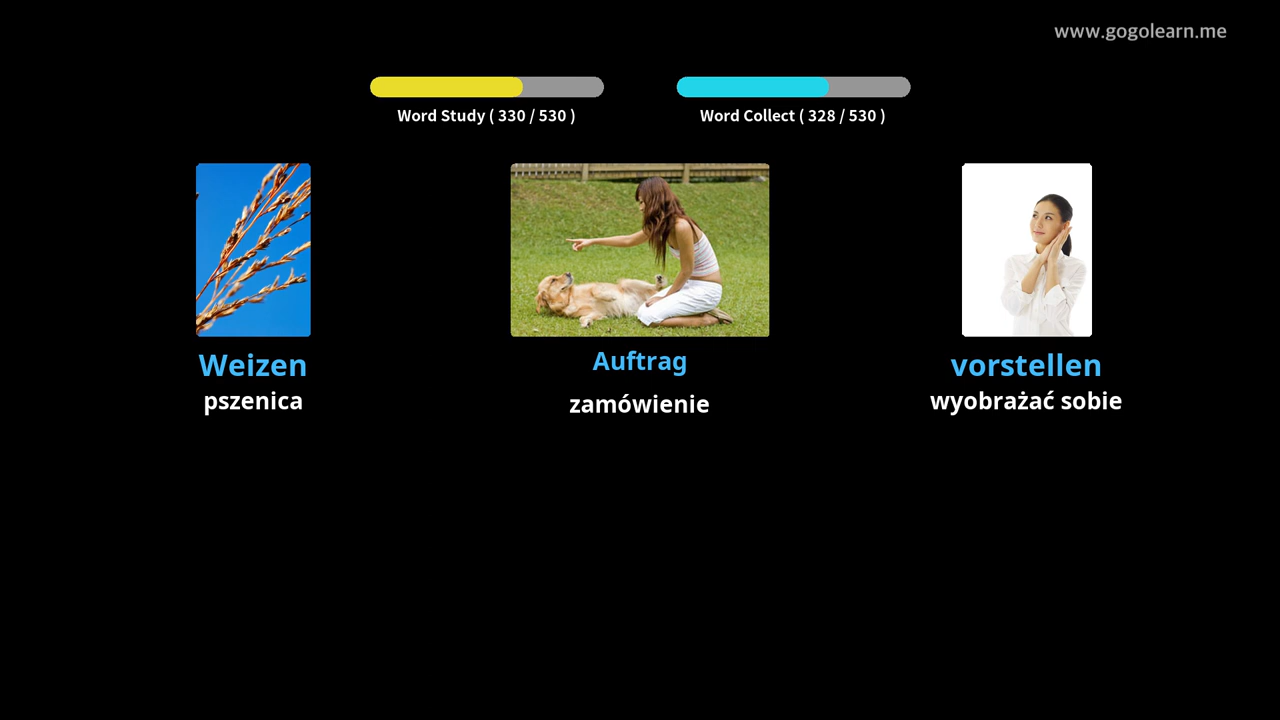 www.gogolearn.me
Word Study ( 330 / 530 )
Word Collect ( 328 / 530 )
Weizen
pszenica
Auftrag
zamówienie
vorstellen
wyobrażać sobie